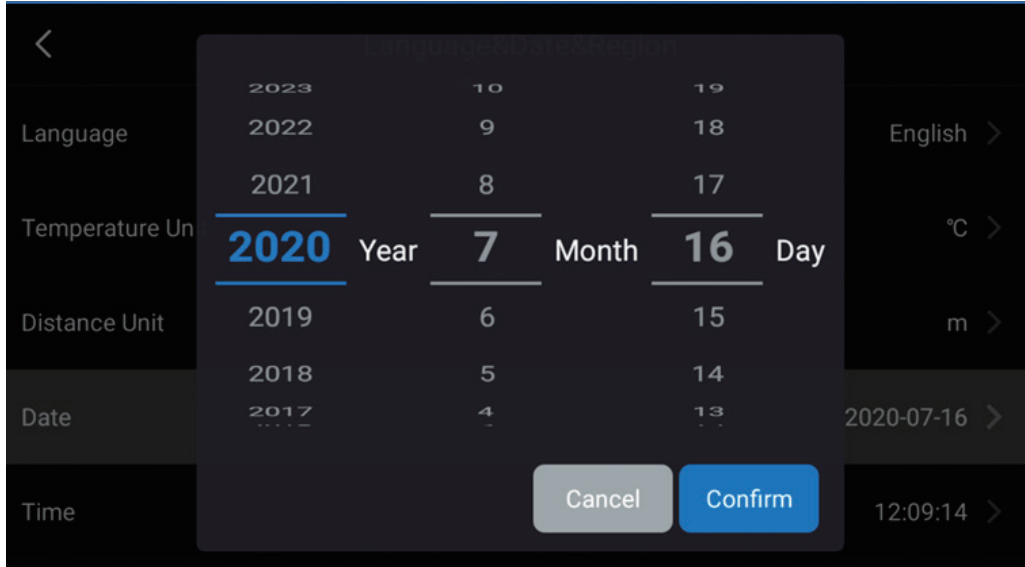 Language&Date&Region
2023 10 19
Language 2022 9 18 English
2021 8 17
Temperature Un 2020 Year 7 Month 16 Day °C
Distance Unit 2019 6 15 m
2018 5 14
Date 2017 4 13 2020-07-16
Cancel Confirm
Time 12:09:14